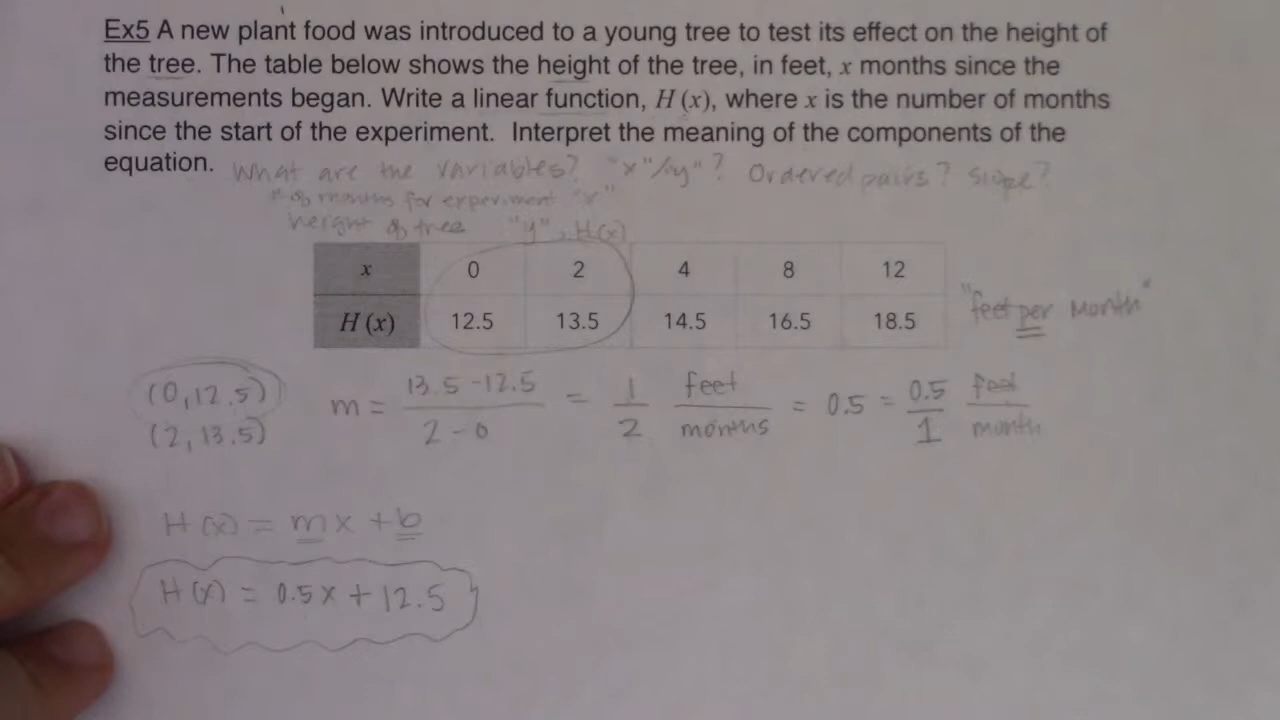 Ex5 A new plant food was introduced to a young tree to test its effect on the height of
the tree. The table below shows the height of the tree, in feet, x months since the
measurements began. Write a linear function, H (x), where x is the number of months
since the start of the experiment. Interpret the meaning of the components of the
equation. What are the variables? "x"/"y"? Ordered pairs? Slope?
# of months for experiment "x"
height of tree "y", H(x)
x 0 2 4 8 12
H (x) 12.5 13.5 14.5 16.5 18.5 "feet per month"
(0,12.5)
(2,13.5)
m = 13.5 - 12.5 / 2 - 0 = 1 / 2 feet / months = 0.5 = 0.5 / 1 feet / month
H(x) = mx + b
H(x) = 0.5x + 12.5